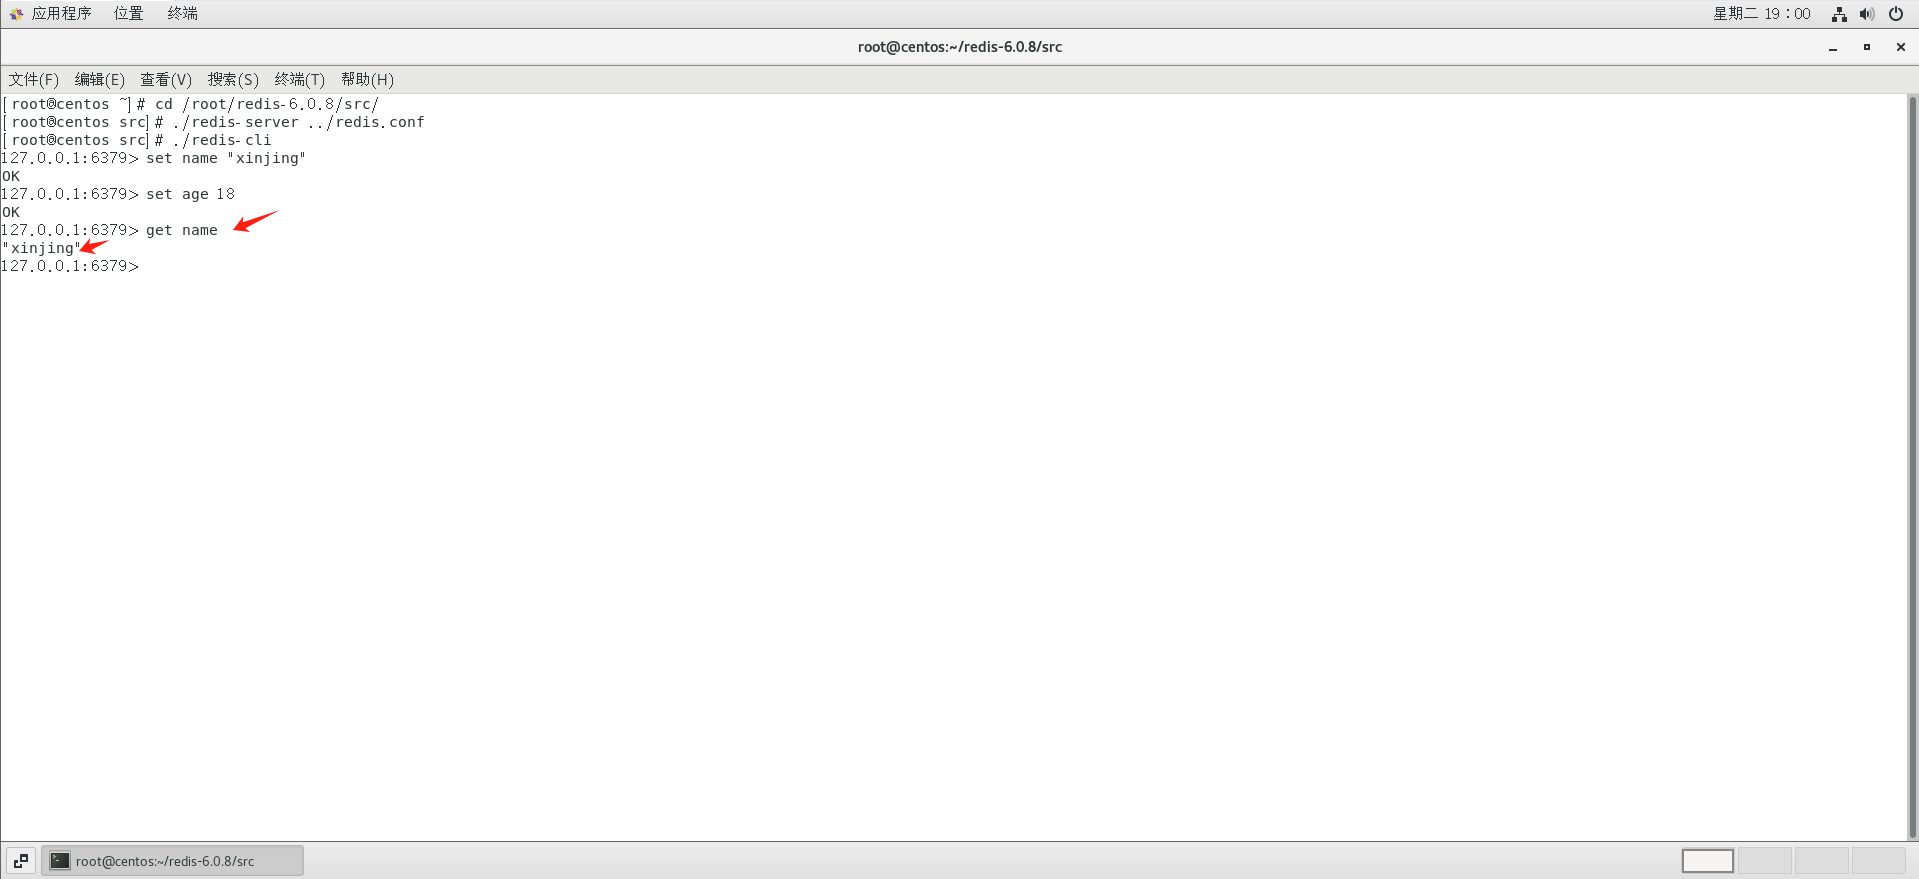 应用程序 位置 终端 星期二 19：00
root@centos:~/redis-6.0.8/src
文件(F) 编辑(E) 查看(V) 搜索(S) 终端(T) 帮助(H)
[root@centos ~]# cd /root/redis-6.0.8/src/
[root@centos src]# ./redis-server ../redis.conf
[root@centos src]# ./redis-cli
127.0.0.1:6379> set name "xinjing"
OK
127.0.0.1:6379> set age 18
OK
127.0.0.1:6379> get name
"xinjing"
127.0.0.1:6379>
root@centos:~/redis-6.0.8/src